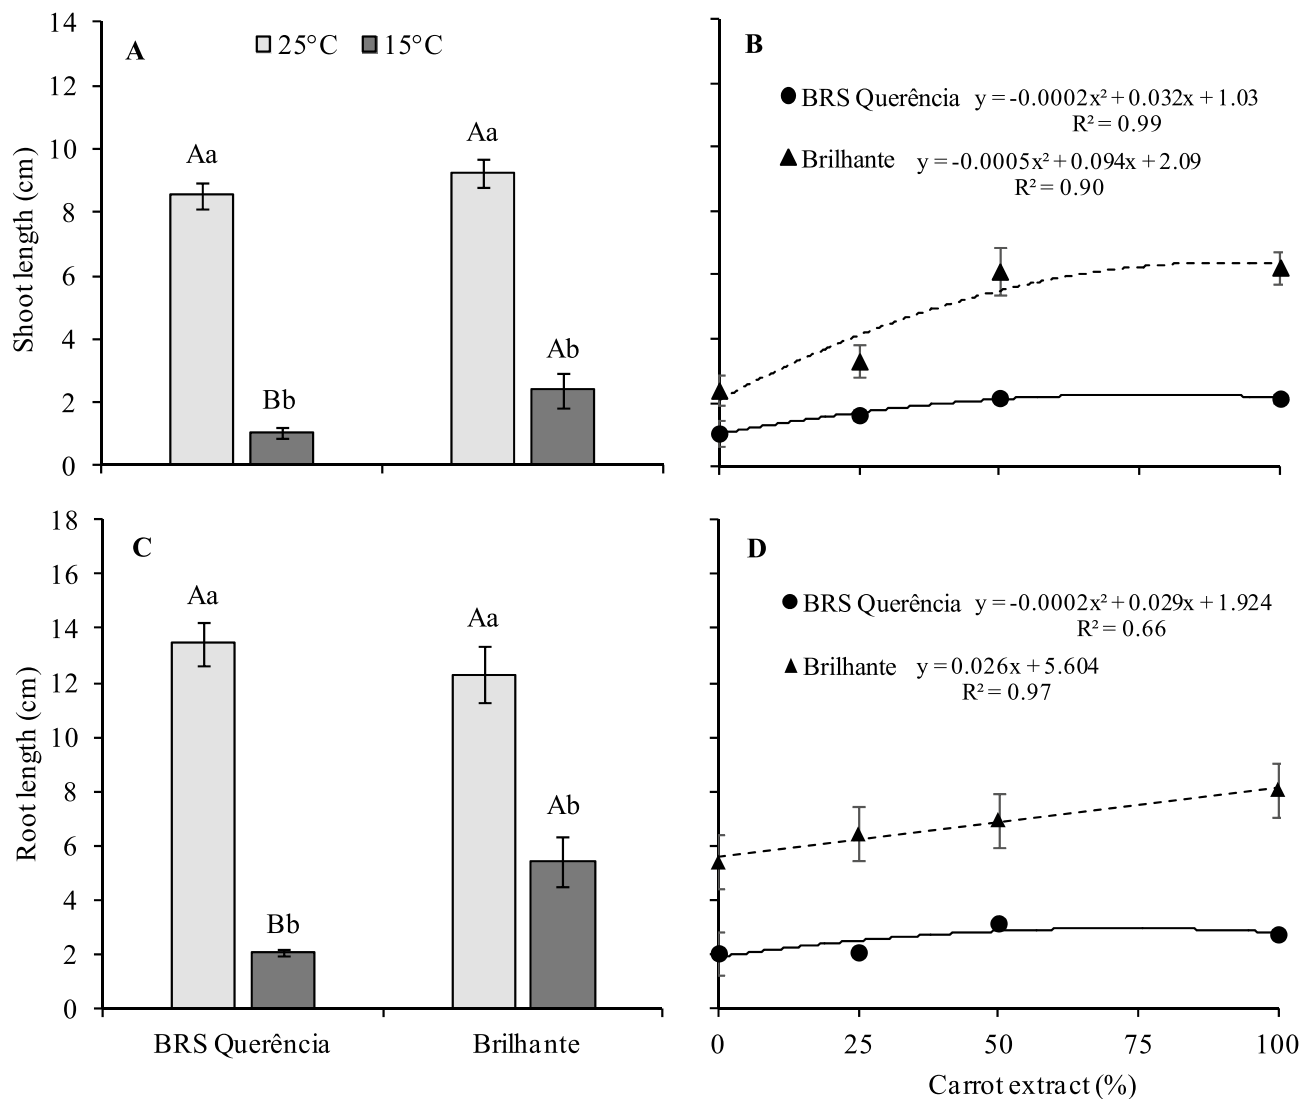 A
25°C 15°C
Shoot length (cm)
14
12
10
8
6
4
2
0
Aa
Bb
Aa
Ab
B
BRS Querência y = -0.0002x² + 0.032x + 1.03
R² = 0.99
Brilhante y = -0.0005x² + 0.094x + 2.09
R² = 0.90
C
Root length (cm)
18
16
14
12
10
8
6
4
2
0
Aa
Bb
Aa
Ab
BRS Querência Brilhante
D
BRS Querência y = -0.0002x² + 0.029x + 1.924
R² = 0.66
Brilhante y = 0.026x + 5.604
R² = 0.97
0 25 50 75 100
Carrot extract (%)